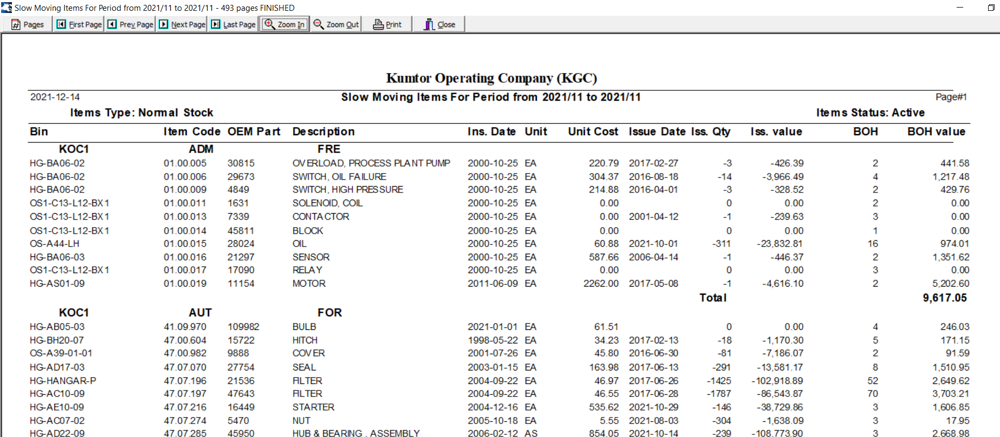 Slow Moving Items For Period from 2021/11 to 2021/11 - 493 pages FINISHED
Pages First Page Prev Page Next Page Last Page Zoom In Zoom Out Print Close
Kumtor Operating Company (KGC)
2021-12-14 Slow Moving Items For Period from 2021/11 to 2021/11 Page#1
Items Type: Normal Stock Items Status: Active
Bin Item Code OEM Part Description Ins. Date Unit Unit Cost Issue Date Iss. Qty Iss. value BOH BOH value
KOC1 ADM FRE
HG-BA06-02 01.00.005 30815 OVERLOAD, PROCESS PLANT PUMP 2000-10-25 EA 220.79 2017-02-27 -3 -426.39 2 441.58
HG-BA06-02 01.00.006 29673 SWITCH, OIL FAILURE 2000-10-25 EA 304.37 2016-08-18 -14 -3,966.49 4 1,217.48
HG-BA06-02 01.00.009 4849 SWITCH, HIGH PRESSURE 2000-10-25 EA 214.88 2016-04-01 -3 -328.52 2 429.76
OS1-C13-L12-BX1 01.00.011 1631 SOLENOID, COIL 2000-10-25 EA 0.00 0 0.00 2 0.00
OS1-C13-L12-BX1 01.00.013 7339 CONTACTOR 2000-10-25 EA 0.00 2001-04-12 -1 -239.63 3 0.00
OS1-C13-L12-BX1 01.00.014 45811 BLOCK 2000-10-25 EA 0.00 0 0.00 1 0.00
OS-A44-LH 01.00.015 28024 OIL 2000-10-25 EA 60.88 2021-10-01 -311 -23,832.81 16 974.01
HG-BA06-03 01.00.016 21297 SENSOR 2000-10-25 EA 587.66 2006-04-14 -1 -446.37 2 1,351.62
OS1-C13-L12-BX1 01.00.017 17090 RELAY 2000-10-25 EA 0.00 0 0.00 3 0.00
HG-AS01-09 01.00.019 11154 MOTOR 2011-06-09 EA 2262.00 2017-05-08 -1 -4,616.10 2 5,202.60
Total 9,617.05
KOC1 AUT FOR
HG-AB05-03 41.09.970 109982 BULB 2021-01-01 EA 61.51 0 0.00 4 246.03
HG-BH20-07 47.00.604 15722 HITCH 1998-05-22 EA 34.23 2017-02-13 -18 -1,170.30 5 171.15
OS-A39-01-01 47.00.982 9888 COVER 2001-07-26 EA 45.80 2016-06-30 -81 -7,186.07 2 91.59
HG-AD17-03 47.07.070 27754 SEAL 2003-01-15 EA 163.98 2017-06-13 -291 -13,581.17 8 1,510.95
HG-HANGAR-P 47.07.196 21536 FILTER 2004-09-22 EA 46.97 2017-06-26 -1425 -102,918.89 52 2,649.62
HG-AC10-09 47.07.197 47643 FILTER 2004-09-22 EA 46.55 2017-06-28 -1787 -86,543.87 70 3,703.21
HG-AE10-09 47.07.216 16449 STARTER 2004-12-16 EA 535.62 2021-10-29 -146 -38,729.86 3 1,606.85
HG-AC07-02 47.07.274 5470 NUT 2005-10-18 EA 5.55 2021-08-03 -304 -1,638.09 3 17.95
HG-AD22-09 47.07.285 45950 HUB & BEARING , ASSEMBLY 2006-02-12 AS 854.05 2021-10-14 -239 -108,773.90 3 2,668.98